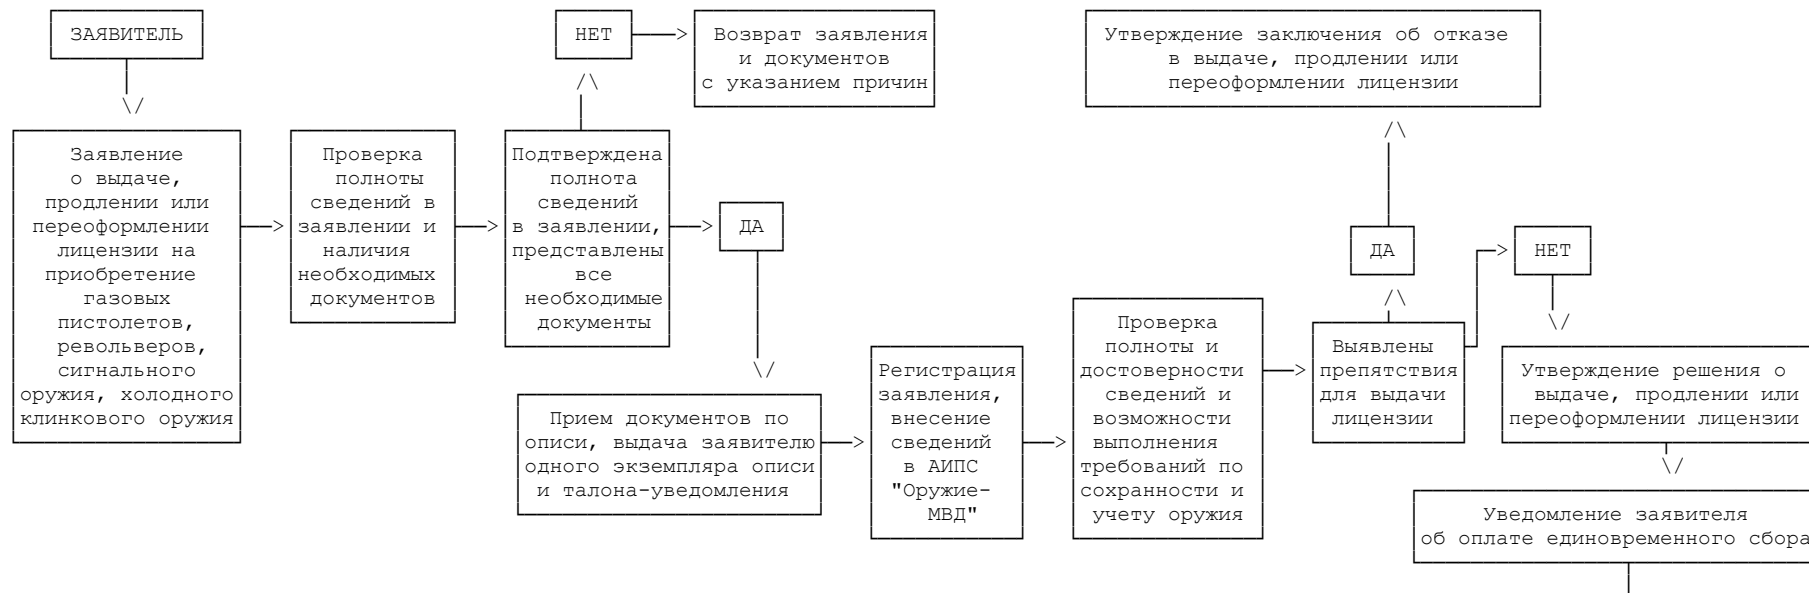 ЗАЯВИТЕЛЬ
Заявление
о выдаче,
продлении или
переоформлении
лицензии на
приобретение
газовых
пистолетов,
револьверов,
сигнального
оружия, холодного
клинкового оружия
Проверка
полноты
сведений в
заявлении и
наличия
необходимых
документов
Подтверждена
полнота
сведений
в заявлении,
представлены
все
необходимые
документы
НЕТ
Возврат заявления
и документов
с указанием причин
ДА
Прием документов по
описи, выдача заявителю
одного экземпляра описи
и талона-уведомления
Регистрация
заявления,
внесение
сведений
в АИПС
"Оружие-
МВД"
Проверка
полноты и
достоверности
сведений и
возможности
выполнения
требований по
сохранности и
учету оружия
Выявлены
препятствия
для выдачи
лицензии
ДА
Утверждение заключения об отказе
в выдаче, продлении или
переоформлении лицензии
НЕТ
Утверждение решения о
выдаче, продлении или
переоформлении лицензии
Уведомление заявителя
об оплате единовременного сбора